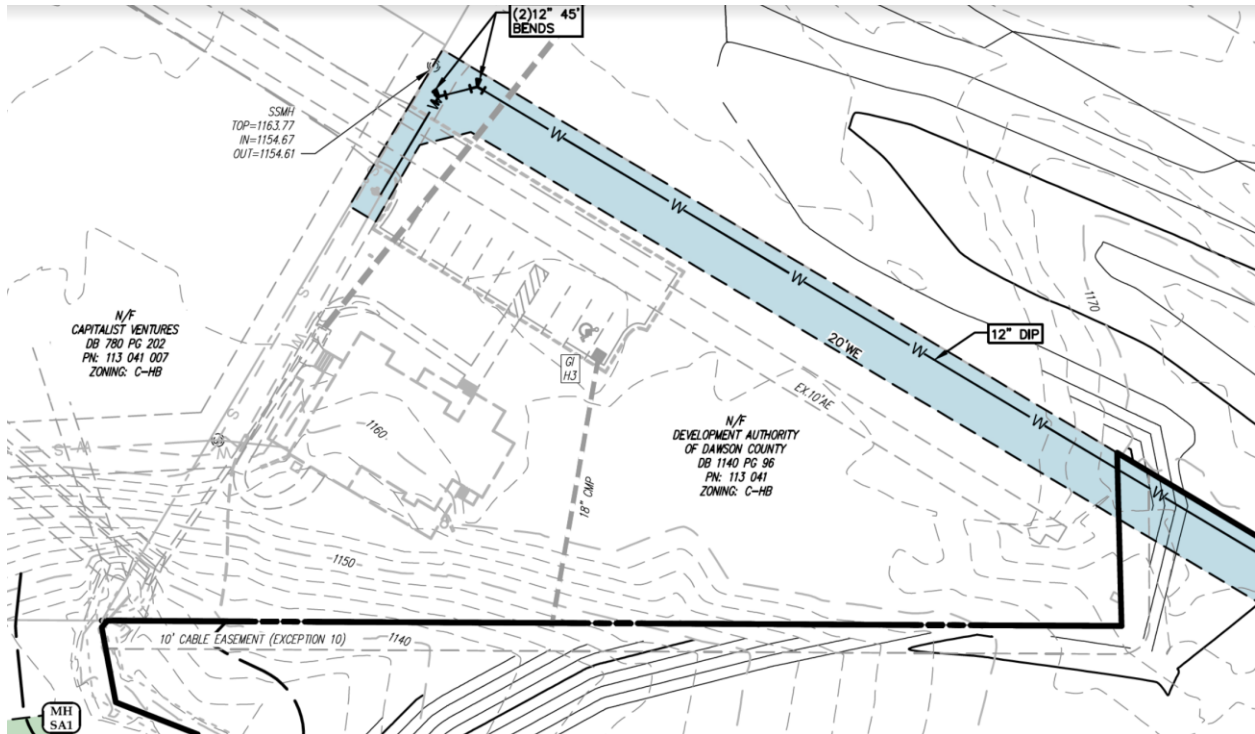 (2)12" 45°
BENDS
SSMH
TOP=1163.77
IN=1154.67
OUT=1154.61
W
W
W
W
W
W
W
1170
12" DIP
20'WE
EX.10'AE
N/F
CAPITALIST VENTURES
DB 780 PG 202
PN: 113 041 007
ZONING: C-HB
GI
H3
1160
N/F
DEVELOPMENT AUTHORITY
OF DAWSON COUNTY
DB 1140 PG 96
PN: 113 041
ZONING: C-HB
18" CMP
S
S
S
W
1150
10' CABLE EASEMENT (EXCEPTION 10)
1140
MH
SA1